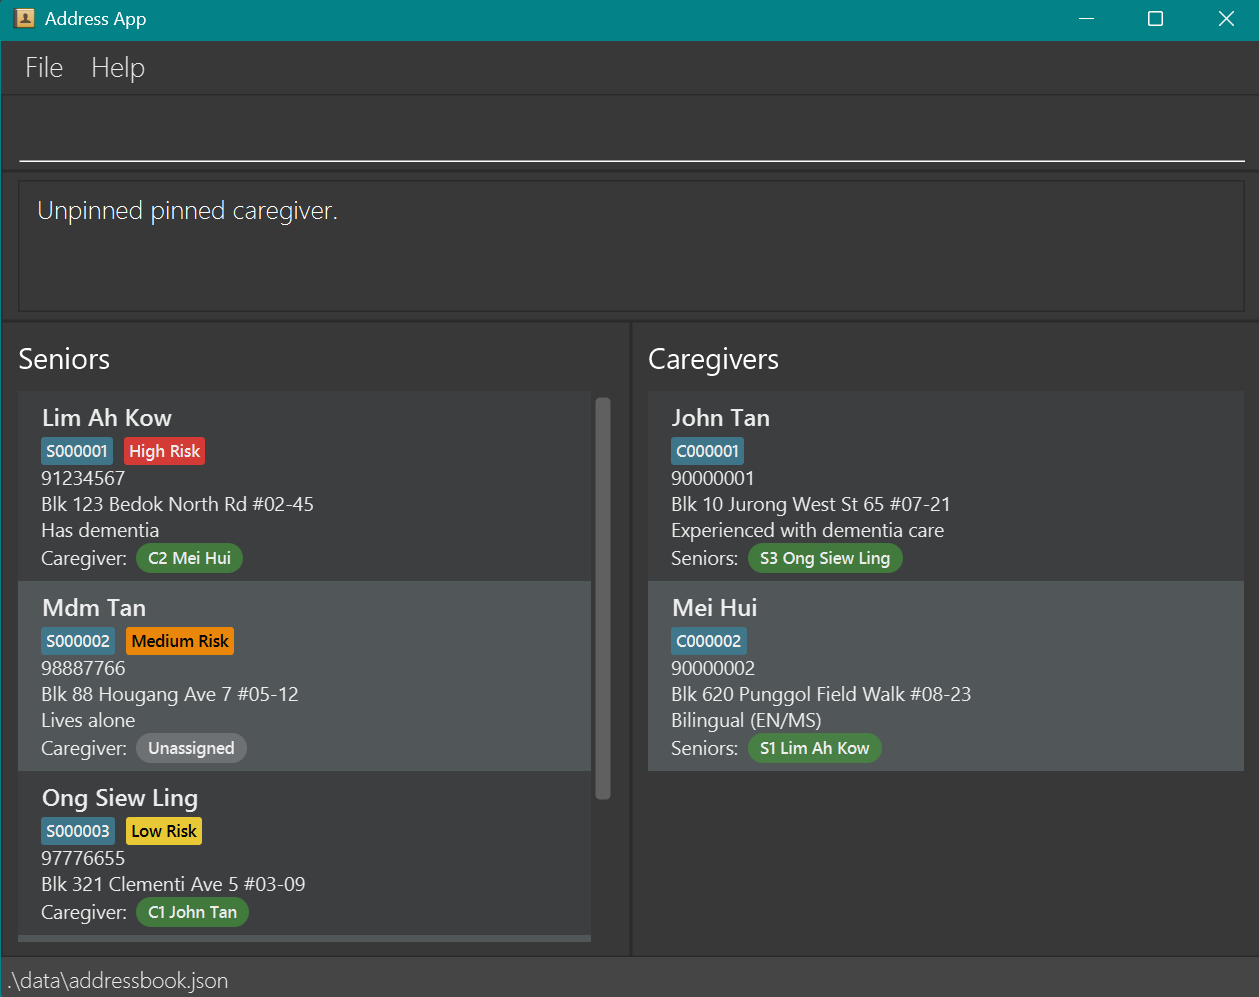 Address App
File Help
Unpinned pinned caregiver.
Seniors
Lim Ah Kow
S000001 High Risk
91234567
Blk 123 Bedok North Rd #02-45
Has dementia
Caregiver: C2 Mei Hui
Mdm Tan
S000002 Medium Risk
98887766
Blk 88 Hougang Ave 7 #05-12
Lives alone
Caregiver: Unassigned
Ong Siew Ling
S000003 Low Risk
97776655
Blk 321 Clementi Ave 5 #03-09
Caregiver: C1 John Tan
Caregivers
John Tan
C000001
90000001
Blk 10 Jurong West St 65 #07-21
Experienced with dementia care
Seniors: S3 Ong Siew Ling
Mei Hui
C000002
90000002
Blk 620 Punggol Field Walk #08-23
Bilingual (EN/MS)
Seniors: S1 Lim Ah Kow
.\data\addressbook.json